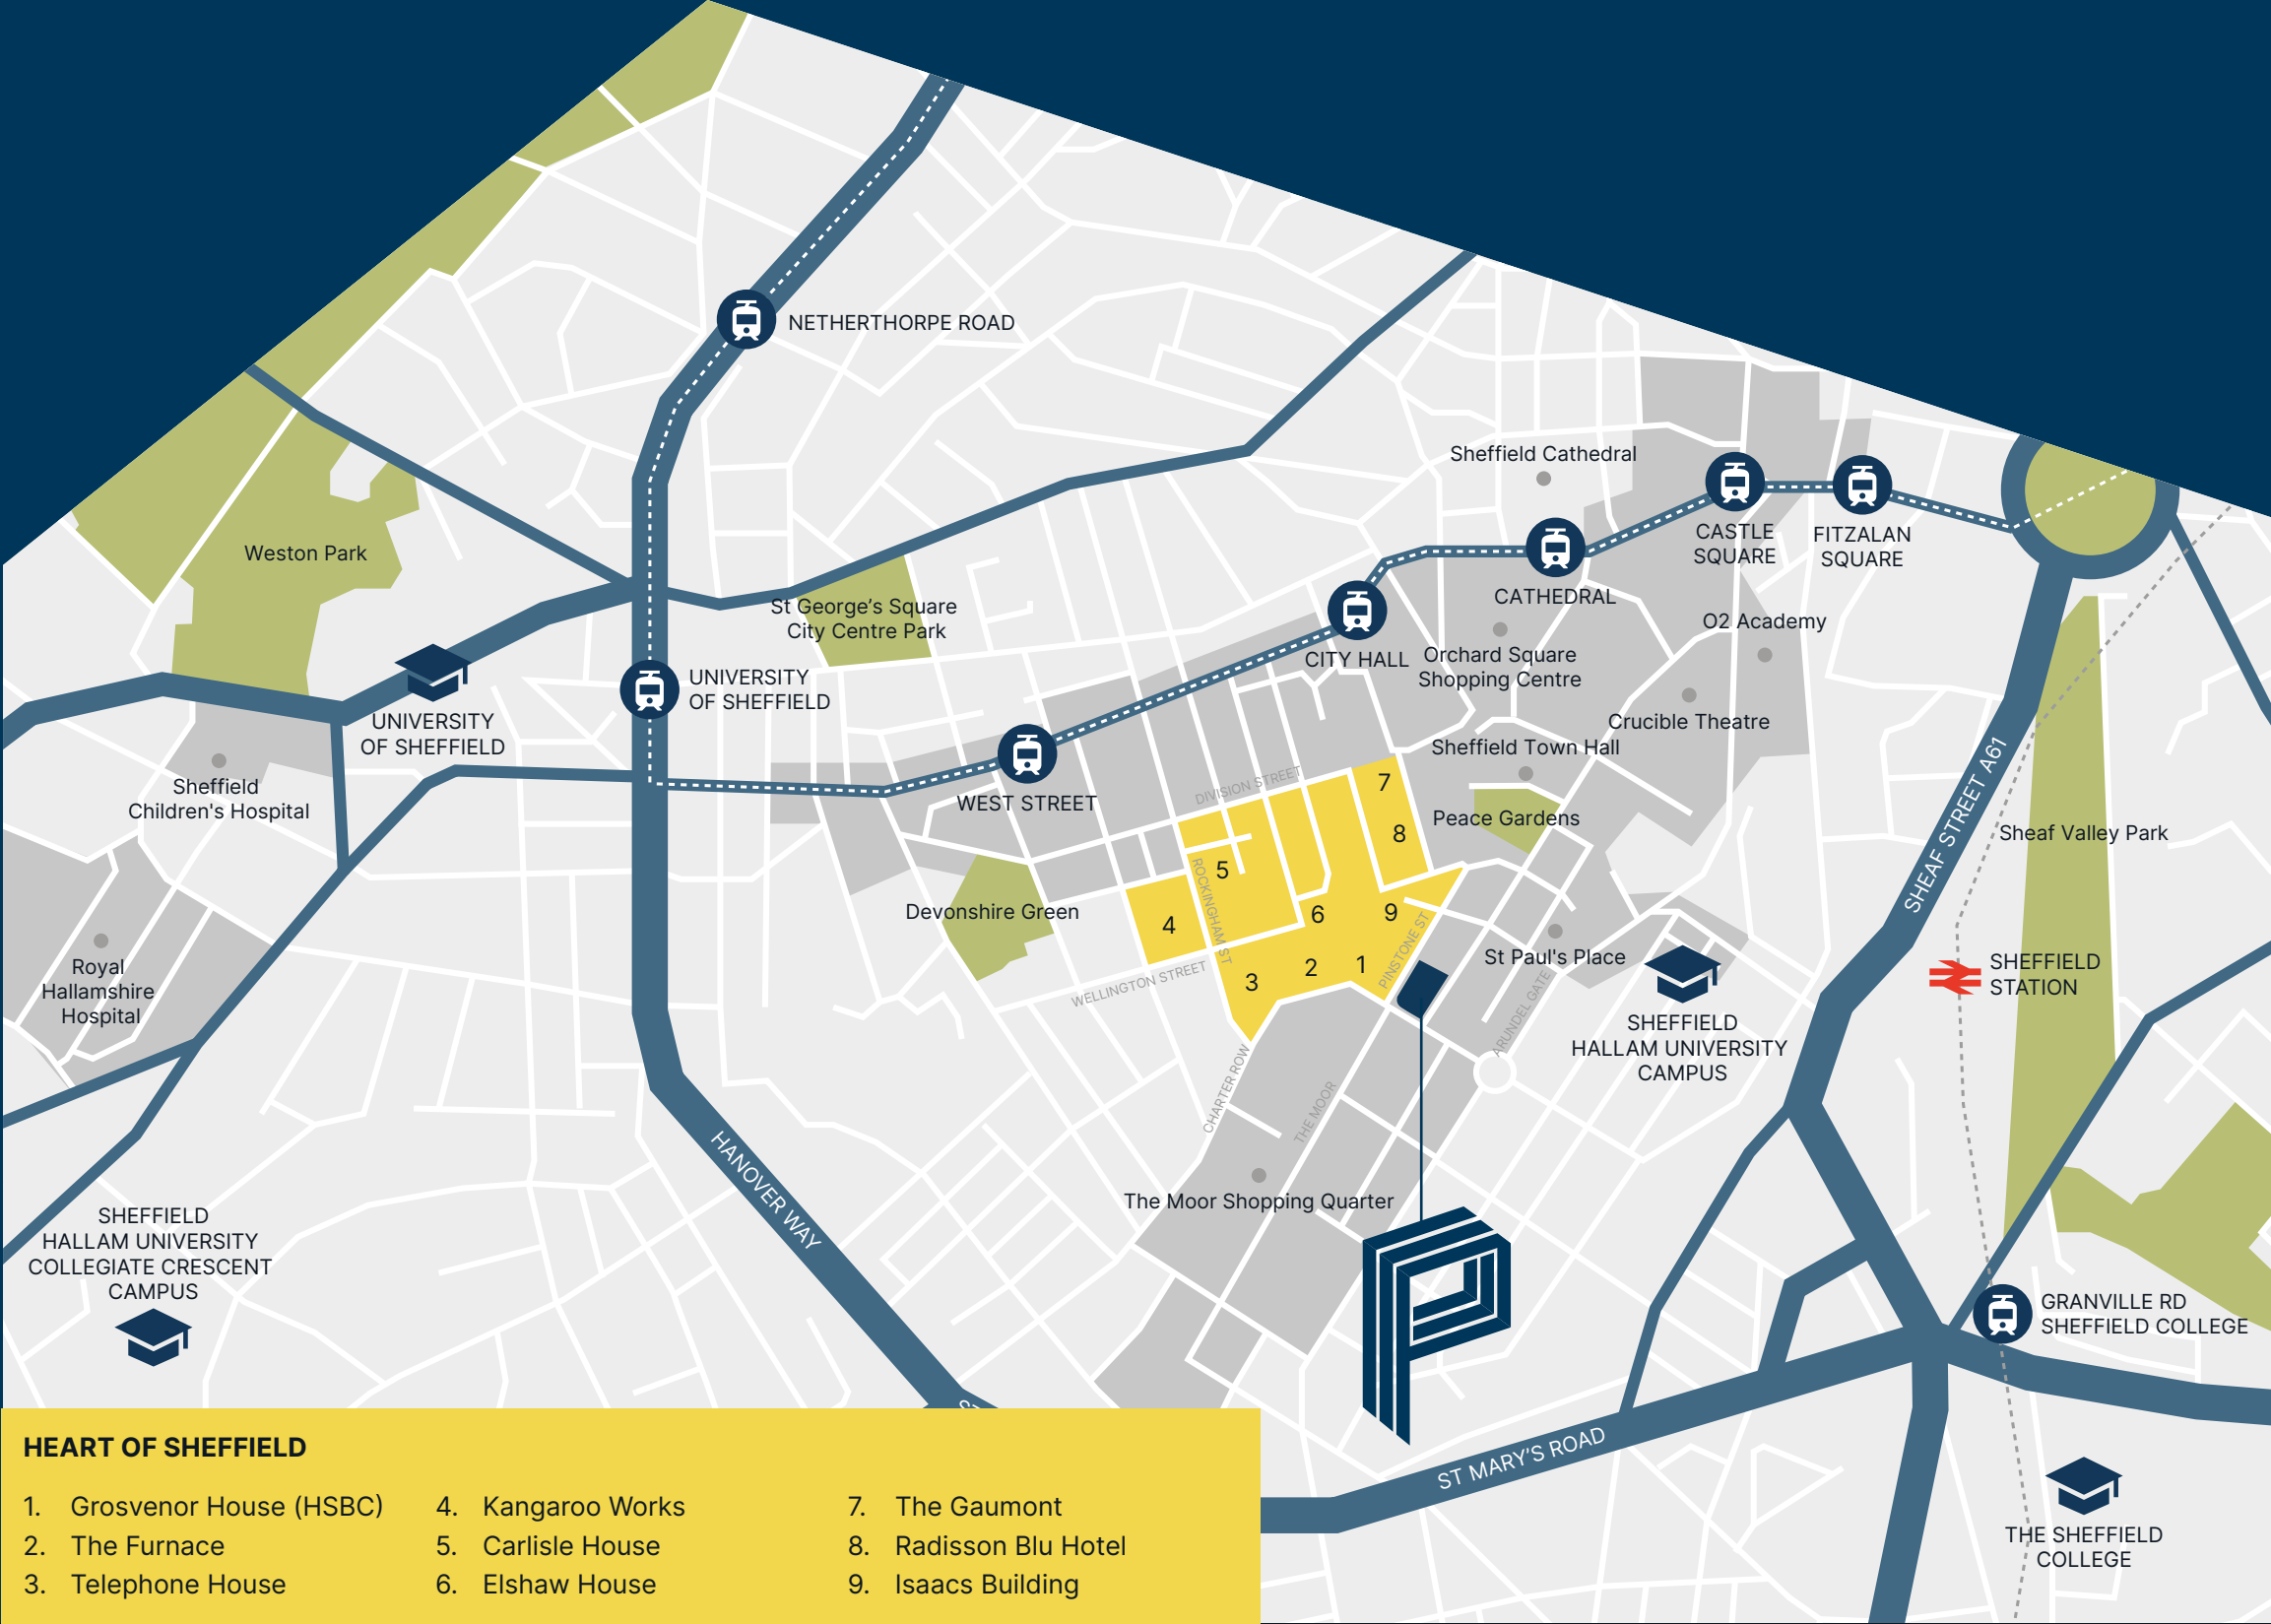 NETHERTHORPE ROAD
Sheffield Cathedral
CASTLE
SQUARE
FITZALAN
SQUARE
Weston Park
CATHEDRAL
St George’s Square
City Centre Park
O2 Academy
CITY HALL
Orchard Square
Shopping Centre
UNIVERSITY
OF SHEFFIELD
UNIVERSITY
OF SHEFFIELD
Crucible Theatre
Sheffield Town Hall
Sheffield
Children's Hospital
WEST STREET
DIVISION STREET
7
8
Peace Gardens
SHEAF STREET A61
Sheaf Valley Park
5
ROCKINGHAM ST
Devonshire Green
4
6
9
PINSTONE ST
St Paul's Place
3
2
1
WELLINGTON STREET
ARUNDEL GATE
SHEFFIELD
STATION
Royal
Hallamshire
Hospital
SHEFFIELD
HALLAM UNIVERSITY
CAMPUS
CHARTER ROW
THE MOOR
HANOVER WAY
The Moor Shopping Quarter
SHEFFIELD
HALLAM UNIVERSITY
COLLEGIATE CRESCENT
CAMPUS
GRANVILLE RD
SHEFFIELD COLLEGE
ST MARY’S ROAD
THE SHEFFIELD
COLLEGE
HEART OF SHEFFIELD
1. Grosvenor House (HSBC)
2. The Furnace
3. Telephone House
4. Kangaroo Works
5. Carlisle House
6. Elshaw House
7. The Gaumont
8. Radisson Blu Hotel
9. Isaacs Building